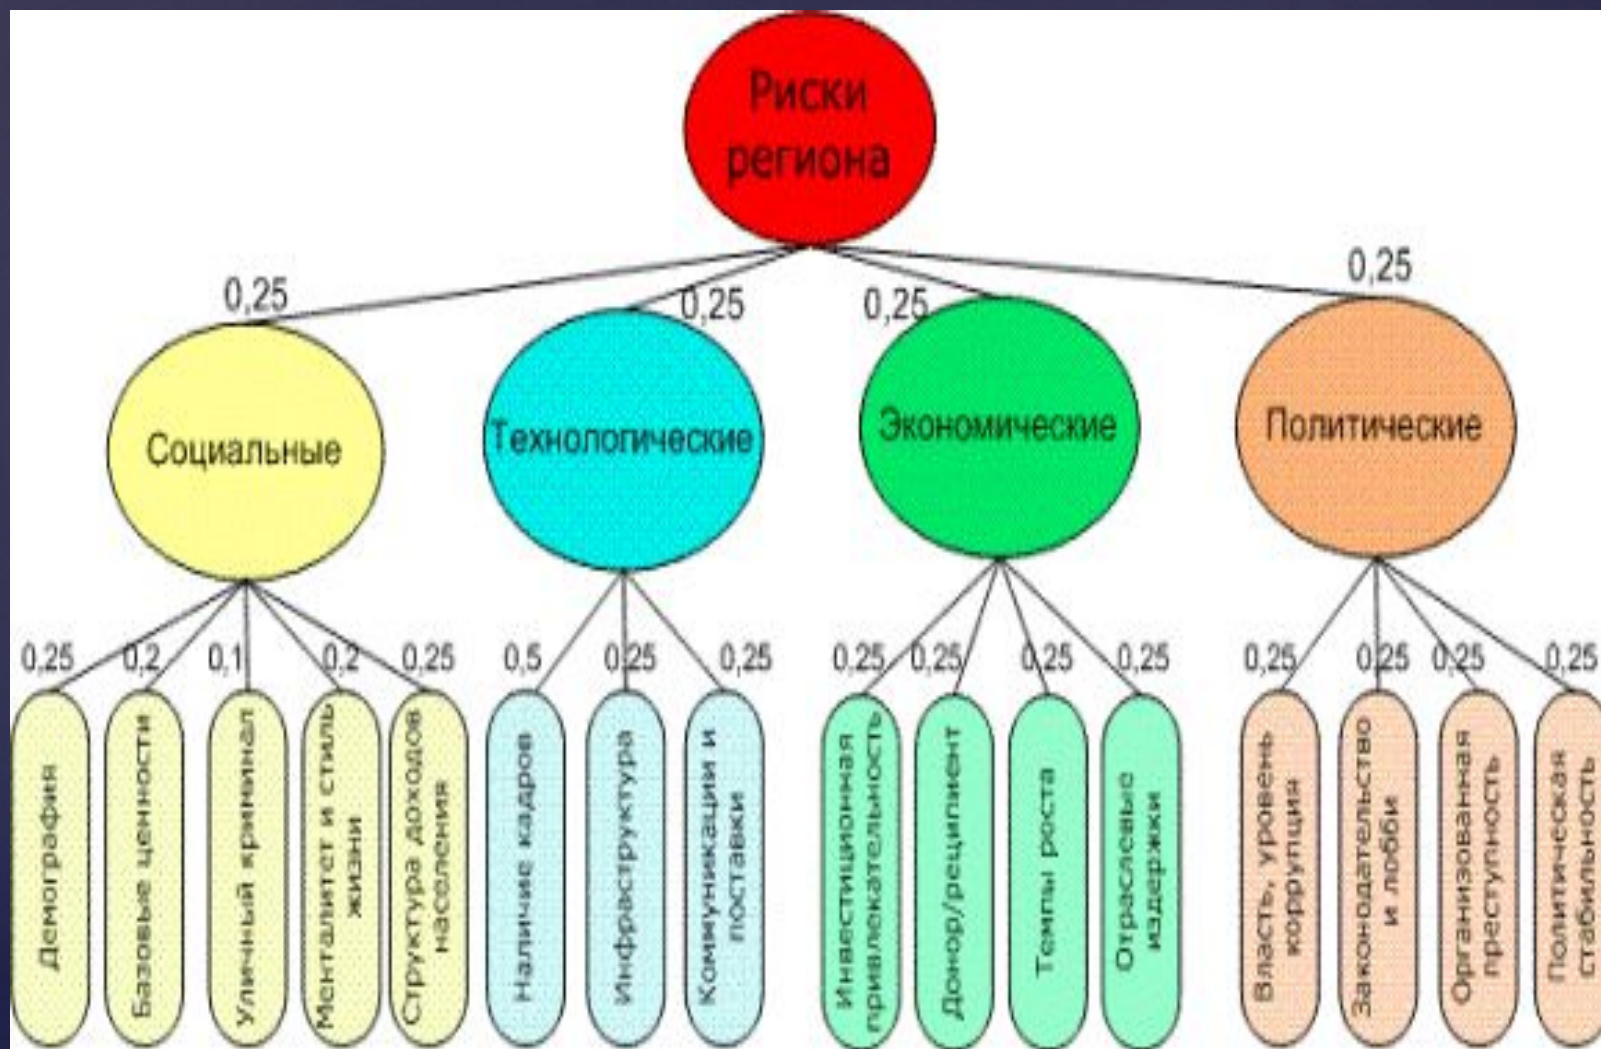 Риски
региона
0,25
0,25
0,25
0,25
Социальные
Технологические
Экономические
Политические
0,25
0,2
0,1
0,2
0,25
0,5
0,25
0,25
0,25
0,25
0,25
0,25
0,25
0,25
0,25
0,25
Демография
Базовые ценности
Уличный криминал
Менталитет и стиль
жизни
Структура доходов
населения
Наличие кадров
Инфраструктура
Коммуникации и
поставки
Инвестиционная
привлекательность
Донор/реципиент
Темпы роста
Отраслевые
издержки
Власть, уровень
коррупция
Законодательство
и лобби
Организованная
преступность
Политическая
стабильность